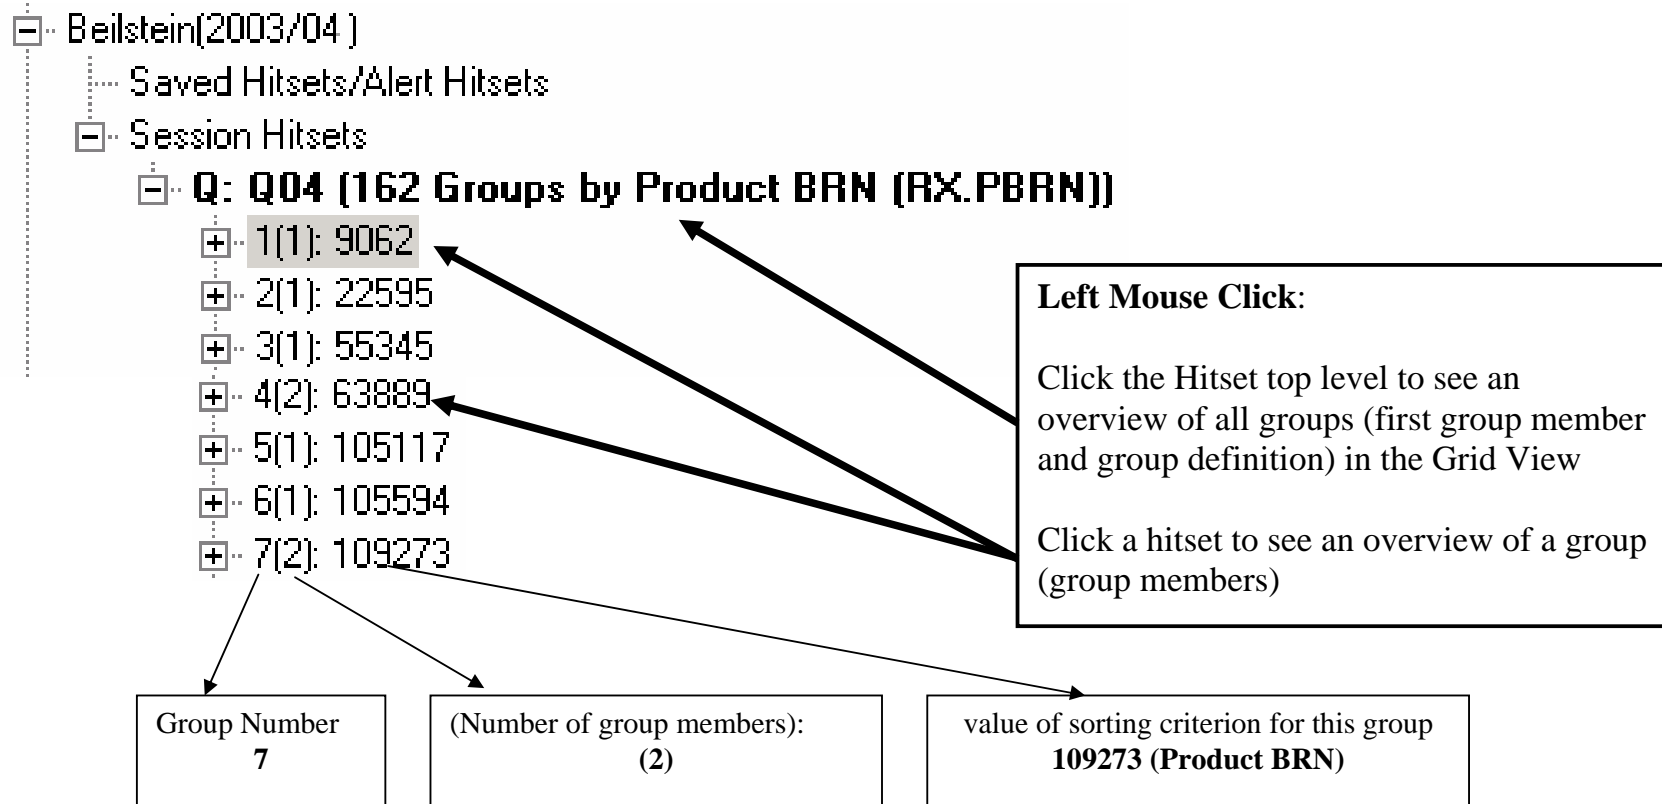 Beilstein(2003/04 )
Saved Hitsets/Alert Hitsets
Session Hitsets
Q: Q04 (162 Groups by Product BRN (RX.PBRN))
1(1): 9062
2(1): 22595
3(1): 55345
4(2): 63889
5(1): 105117
6(1): 105594
7(2): 109273
Left Mouse Click:
Click the Hitset top level to see an
overview of all groups (first group member
and group definition) in the Grid View
Click a hitset to see an overview of a group
(group members)
Group Number
7
(Number of group members):
(2)
value of sorting criterion for this group
109273 (Product BRN)